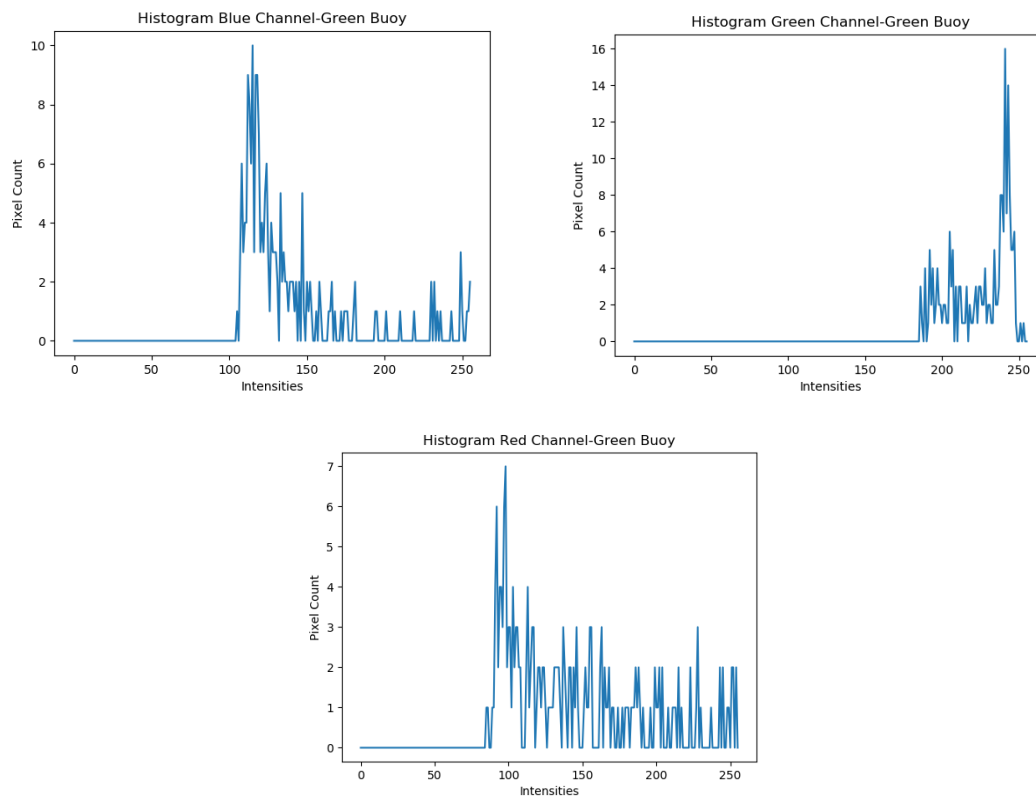 Histogram Blue Channel-Green Buoy
10
8
6
4
2
0
Pixel Count
0 50 100 150 200 250
Intensities
Histogram Green Channel-Green Buoy
16
14
12
10
8
6
4
2
0
Pixel Count
0 50 100 150 200 250
Intensities
Histogram Red Channel-Green Buoy
7
6
5
4
3
2
1
0
Pixel Count
0 50 100 150 200 250
Intensities